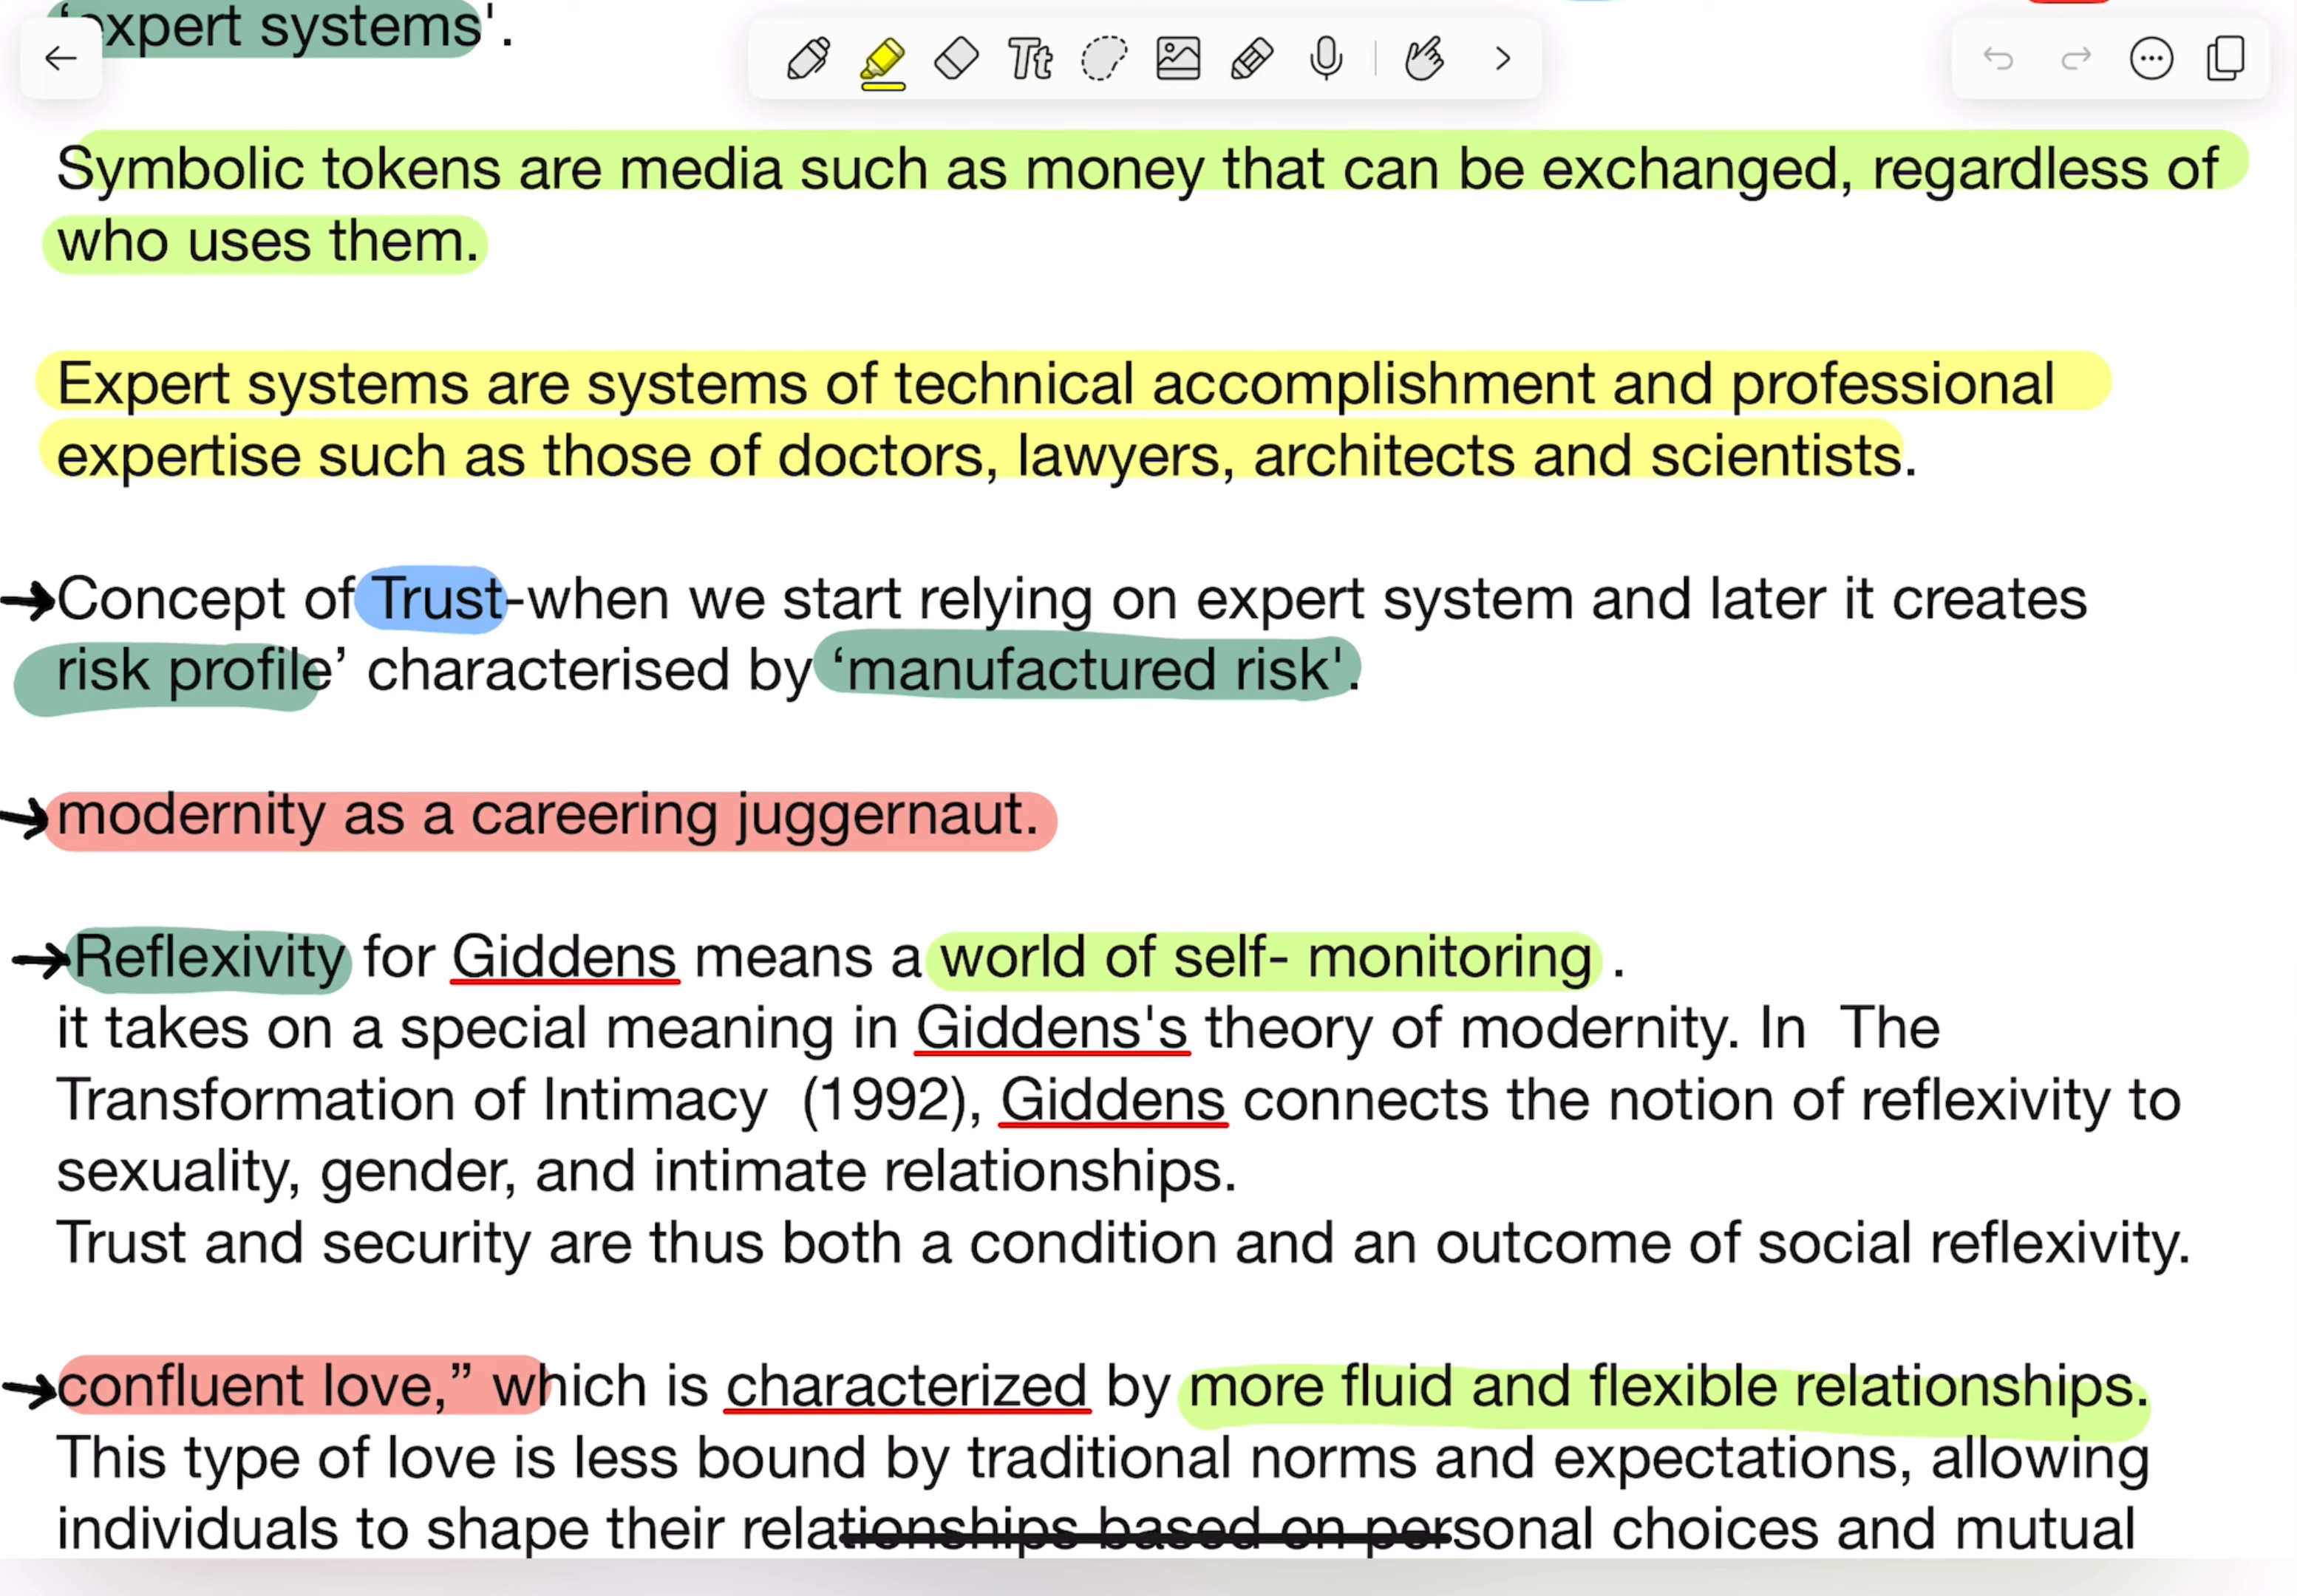 ‘expert systems'.
Tt
Symbolic tokens are media such as money that can be exchanged, regardless of
who uses them.
Expert systems are systems of technical accomplishment and professional
expertise such as those of doctors, lawyers, architects and scientists.
→Concept of Trust-when we start relying on expert system and later it creates
risk profile’ characterised by ‘manufactured risk'.
→modernity as a careering juggernaut.
→Reflexivity for Giddens means a world of self- monitoring .
it takes on a special meaning in Giddens's theory of modernity. In  The
Transformation of Intimacy  (1992), Giddens connects the notion of reflexivity to
sexuality, gender, and intimate relationships.
Trust and security are thus both a condition and an outcome of social reflexivity.
→confluent love,” which is characterized by more fluid and flexible relationships.
This type of love is less bound by traditional norms and expectations, allowing
individuals to shape their relationships based on personal choices and mutual